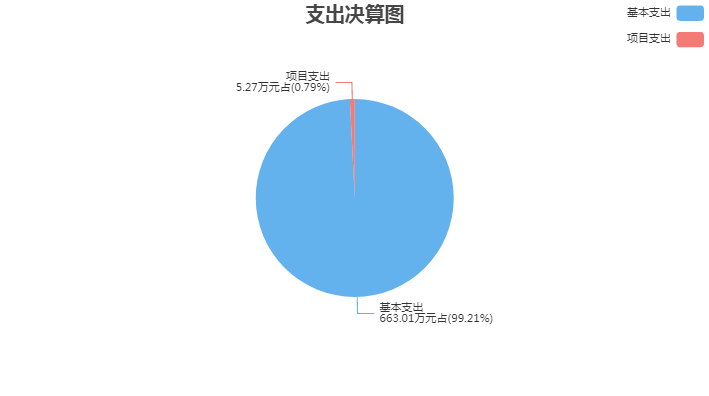 支出决算图
基本支出
项目支出
项目支出
5.27万元占(0.79%)
基本支出
663.01万元占(99.21%)